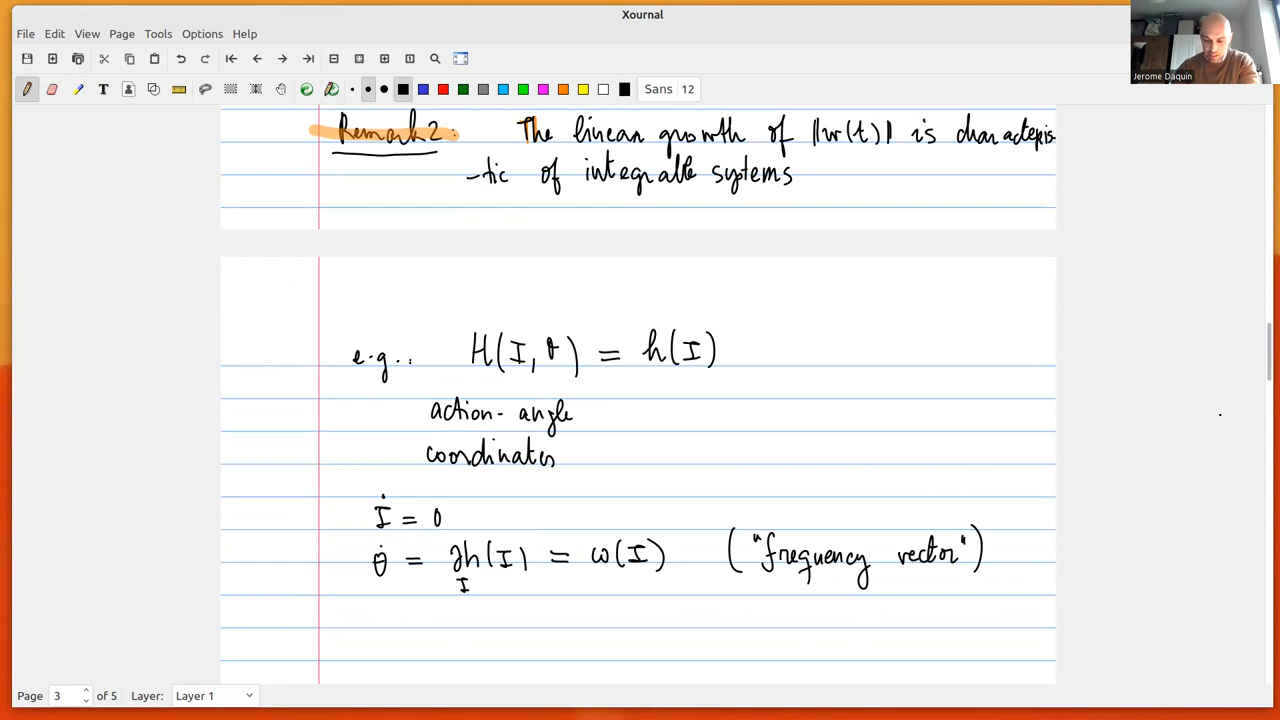 Xournal
File Edit View Page Tools Options Help
Sans 12
Jerome Daquin
Remark 2: The linear growth of ‖w(t)‖ is characteris
-tic of integrable systems
e.g.: H(I, θ) = h(I)
action-angle
coordinates
İ = 0
θ̇ = ∂h(I) = ω(I) ("frequency vector")
I
Page 3 of 5 Layer: Layer 1